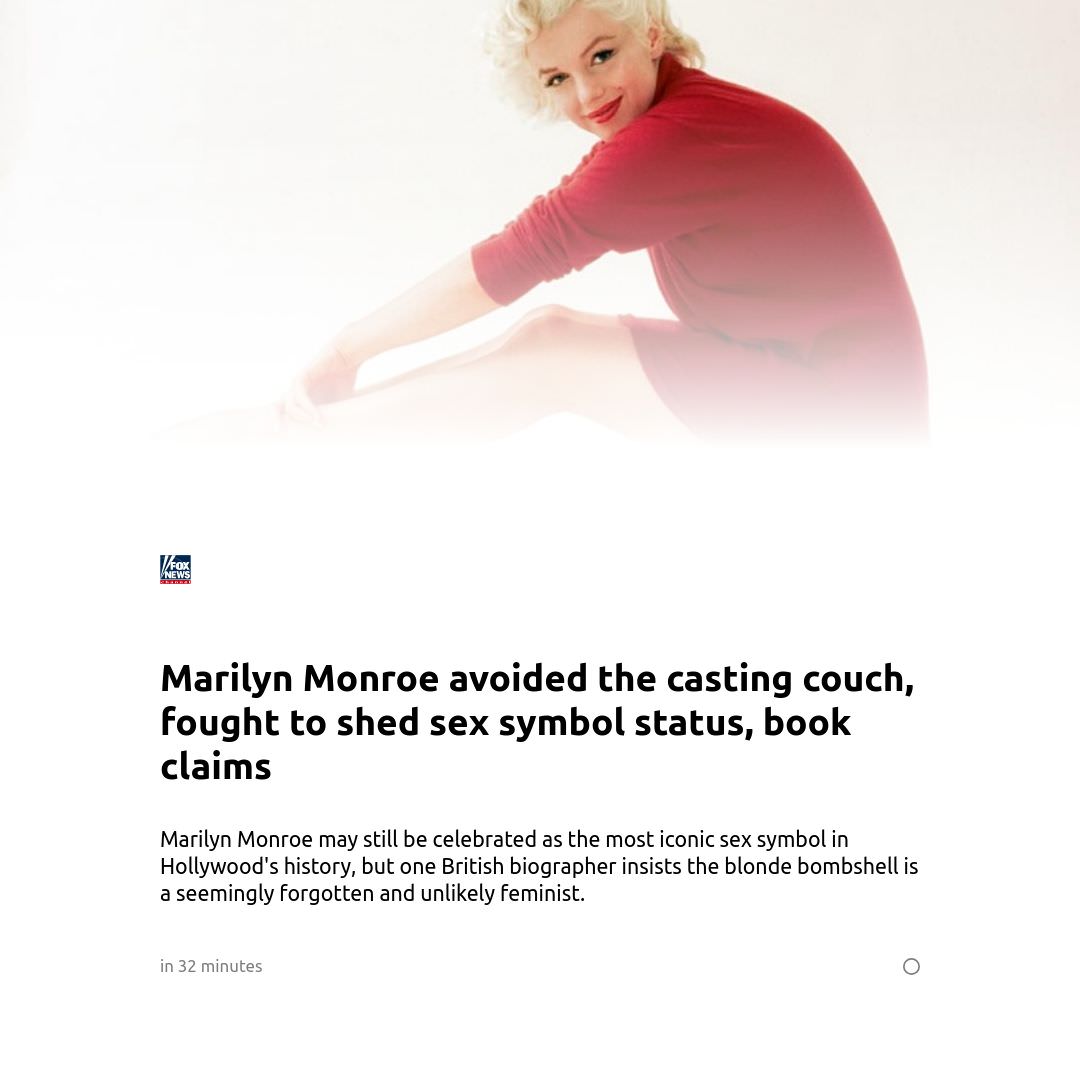 FOX
NEWS
channel
Marilyn Monroe avoided the casting couch,
fought to shed sex symbol status, book
claims
Marilyn Monroe may still be celebrated as the most iconic sex symbol in
Hollywood's history, but one British biographer insists the blonde bombshell is
a seemingly forgotten and unlikely feminist.
in 32 minutes